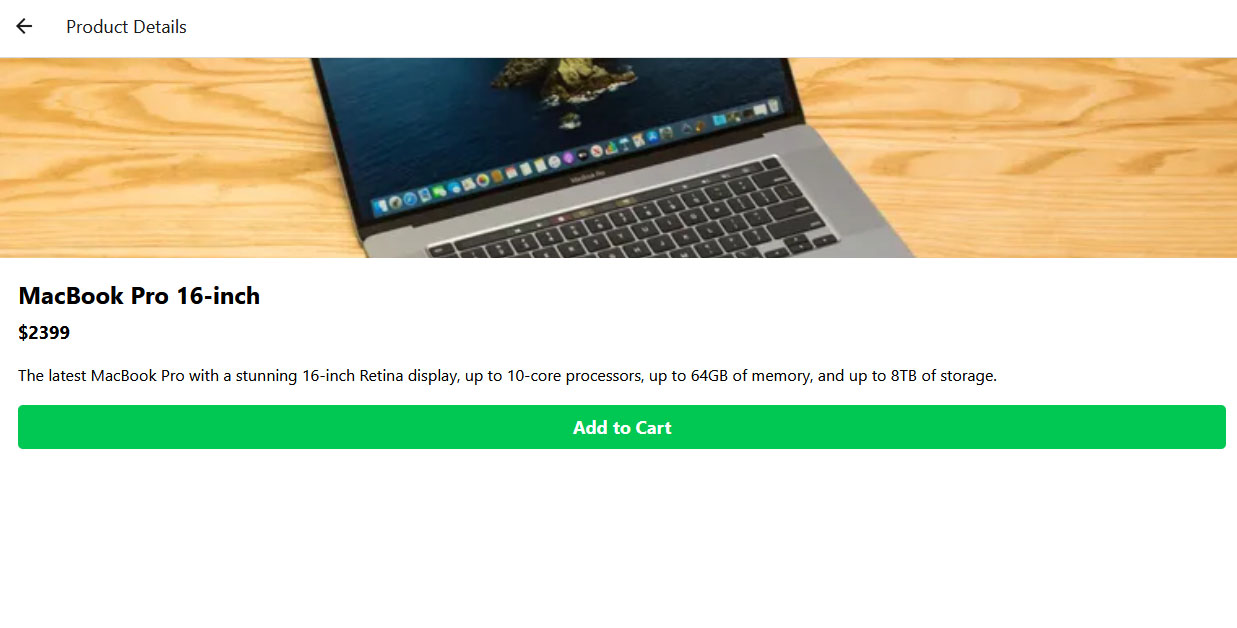 Product Details
MacBook Pro
MacBook Pro 16-inch
$2399
The latest MacBook Pro with a stunning 16-inch Retina display, up to 10-core processors, up to 64GB of memory, and up to 8TB of storage.
Add to Cart